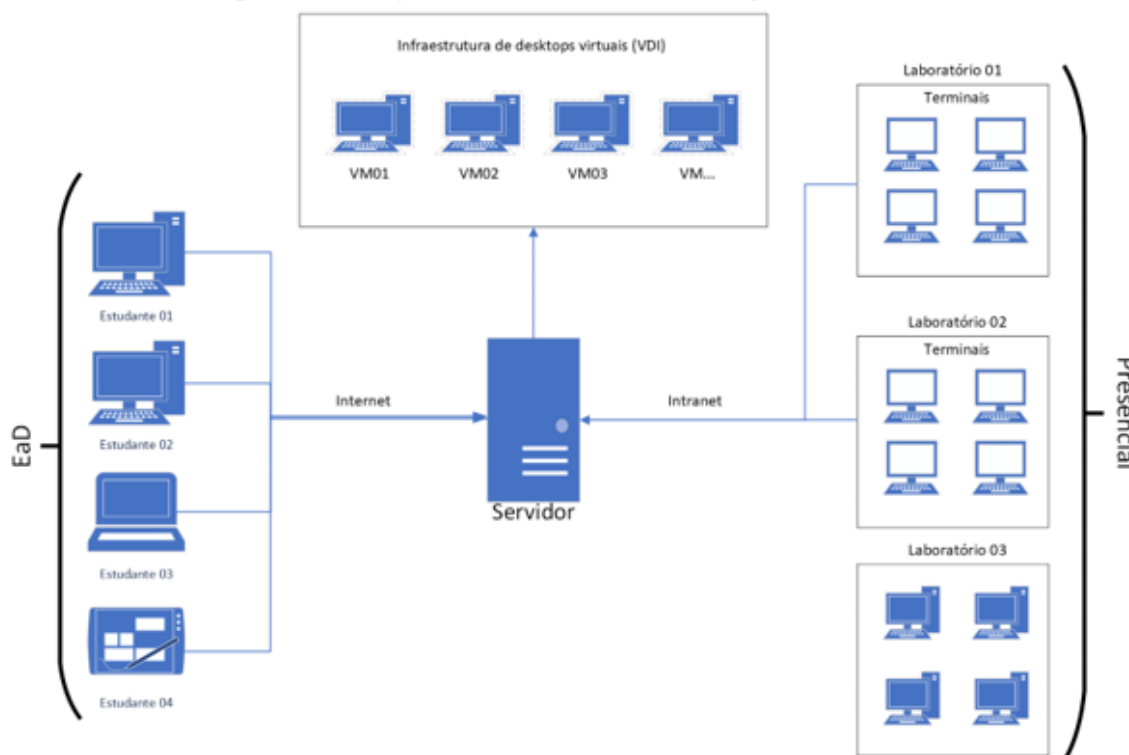 Infraestrutura de desktops virtuais (VDI)
VM01
VM02
VM03
VM...
EaD
Estudante 01
Estudante 02
Estudante 03
Estudante 04
Internet
Servidor
Intranet
Laboratório 01
Terminais
Laboratório 02
Terminais
Laboratório 03
Presencial